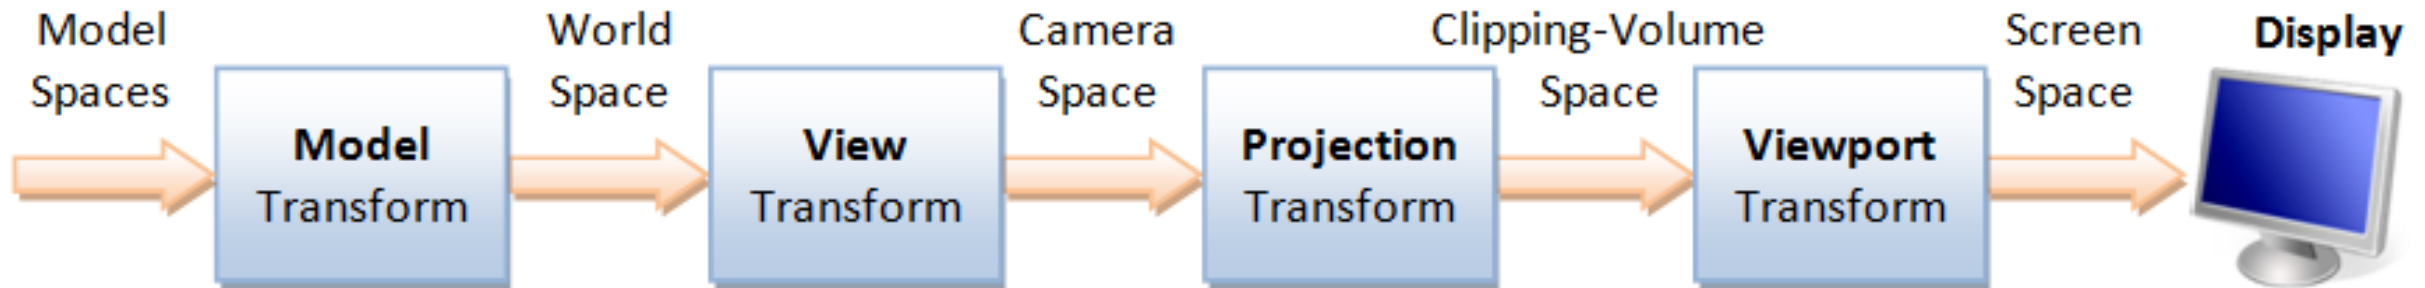 Model
Spaces
Model
Transform
World
Space
View
Transform
Camera
Space
Projection
Transform
Clipping-Volume
Space
Viewport
Transform
Screen
Space
Display